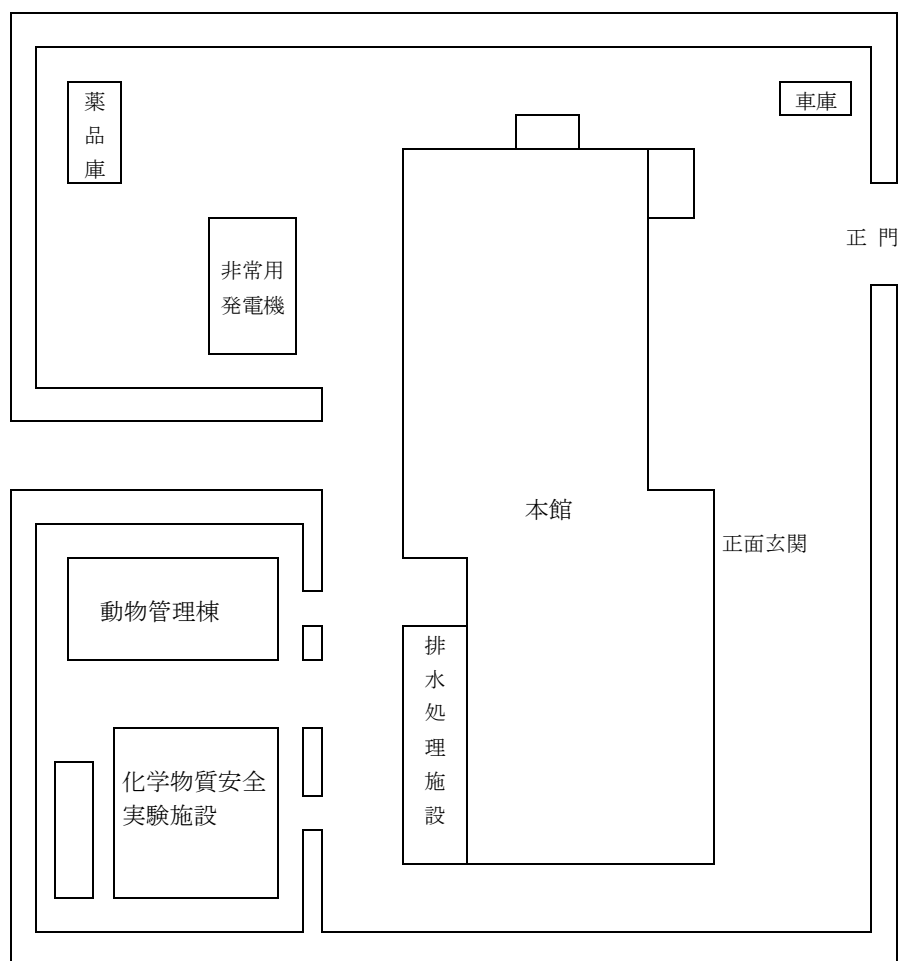 薬品庫
車庫
正門
非常用
発電機
本館
正面玄関
動物管理棟
排水処理施設
化学物質安全
実験施設